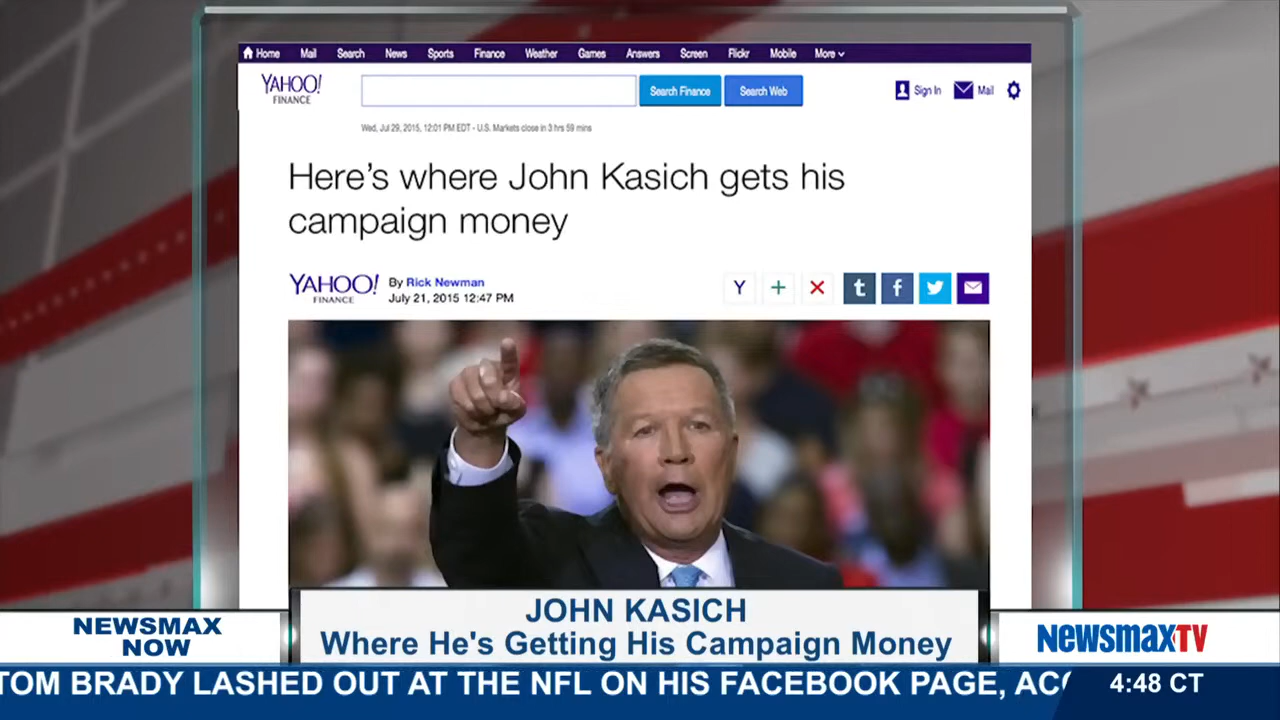 Home Mail Search News Sports Finance Weather Games Answers Screen Flickr Mobile More
YAHOO!
FINANCE
Search Finance Search Web
Sign In Mail
Wed, Jul 29, 2015, 12:01 PM EDT - U.S. Markets close in 3 hrs 59 mins
Here's where John Kasich gets his
campaign money
YAHOO!
FINANCE
By Rick Newman
July 21, 2015 12:47 PM
Y + × t f
JOHN KASICH
Where He's Getting His Campaign Money
NEWSMAX
NOW
NEWSMAXTV
TOM BRADY LASHED OUT AT THE NFL ON HIS FACEBOOK PAGE,
4:48 CT